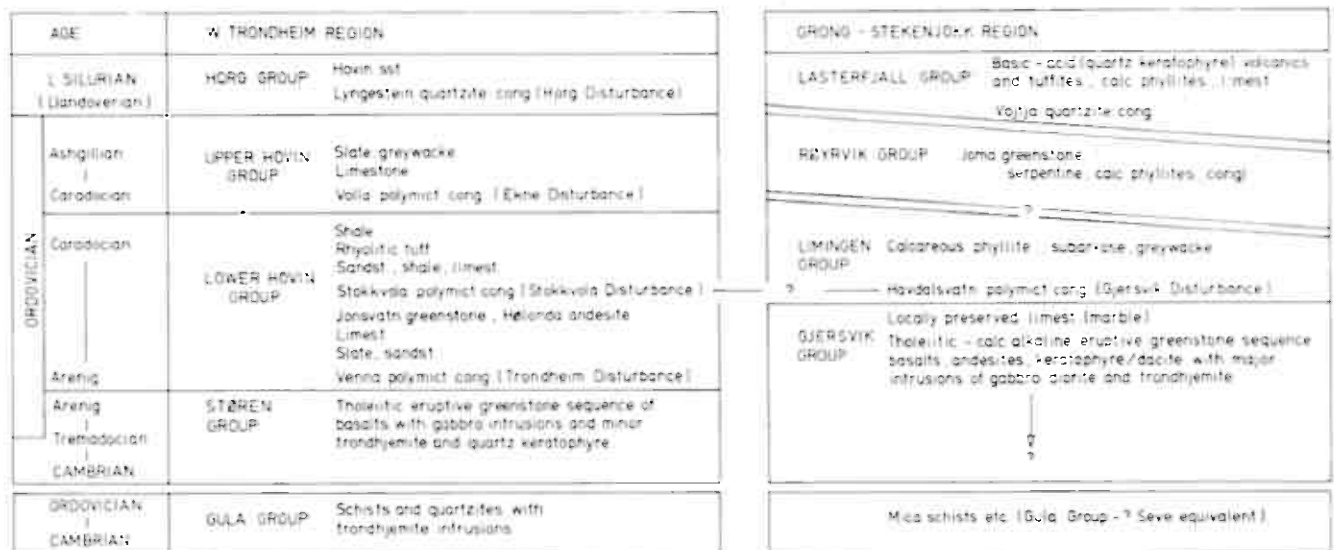 AGE
W TRONDHEIM REGION
L SILURIAN
(Llandoverian)
HORG GROUP
Hovin sst
Lyngestein quartzite cong (Horg Disturbance)
ORDOVICIAN
Ashgillian
Caradocian
UPPER HOVIN
GROUP
Slate, greywacke
Limestone
Volla polymict cong (Ekne Disturbance)
Caradocian
Arenig
LOWER HOVIN
GROUP
Shale
Rhyolitic tuff
Sandst, shale, limest
Stokkvola polymict cong (Stokkvola Disturbance)
Jonsvatn greenstone, Hølonda andesite
Limest
Slate, sandst
Venna polymict cong (Trondheim Disturbance)
Arenig
Tremadocian
CAMBRIAN
STØREN
GROUP
Tholeiitic eruptive greenstone sequence of
basalts with gabbro intrusions and minor
trondhjemite and quartz keratophyre
ORDOVICIAN
CAMBRIAN
GULA GROUP
Schists and quartzites with
trondhjemite intrusions
GRONG - STEKENJOKK REGION
LASTERFJALL GROUP
Basic - acid (quartz keratophyre) volcanics
and tuffites, calc phyllites, limest
Vojtja quartzite cong
RØYRVIK GROUP
Joma greenstone
serpentine, calc phyllites, cong)
?
LIMINGEN
GROUP
Calcareous phyllite, subarkose, greywacke
? Havdalsvatn polymict cong (Gjersvik Disturbance)
GJERSVIK
GROUP
Locally preserved limest (marble)
Tholeiitic - calc alkaline eruptive greenstone sequence
basalts, andesites, keratophyre/dacite with major
intrusions of gabbro diorite and trondhjemite
?
?
Mica schists etc (Gula Group - ? Seve equivalent)